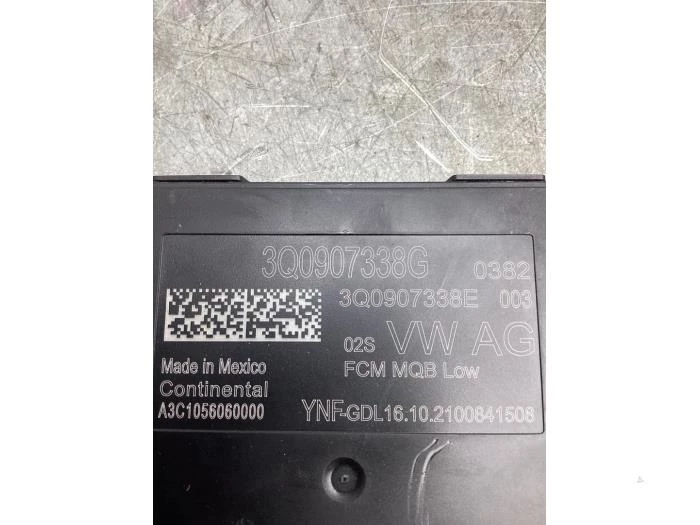 3Q0907338G 0382
3Q0907338E 003
02S VW AG
Made in Mexico FCM MQB Low
Continental
A3C1056060000 YNF-GDL16.10.2100841508